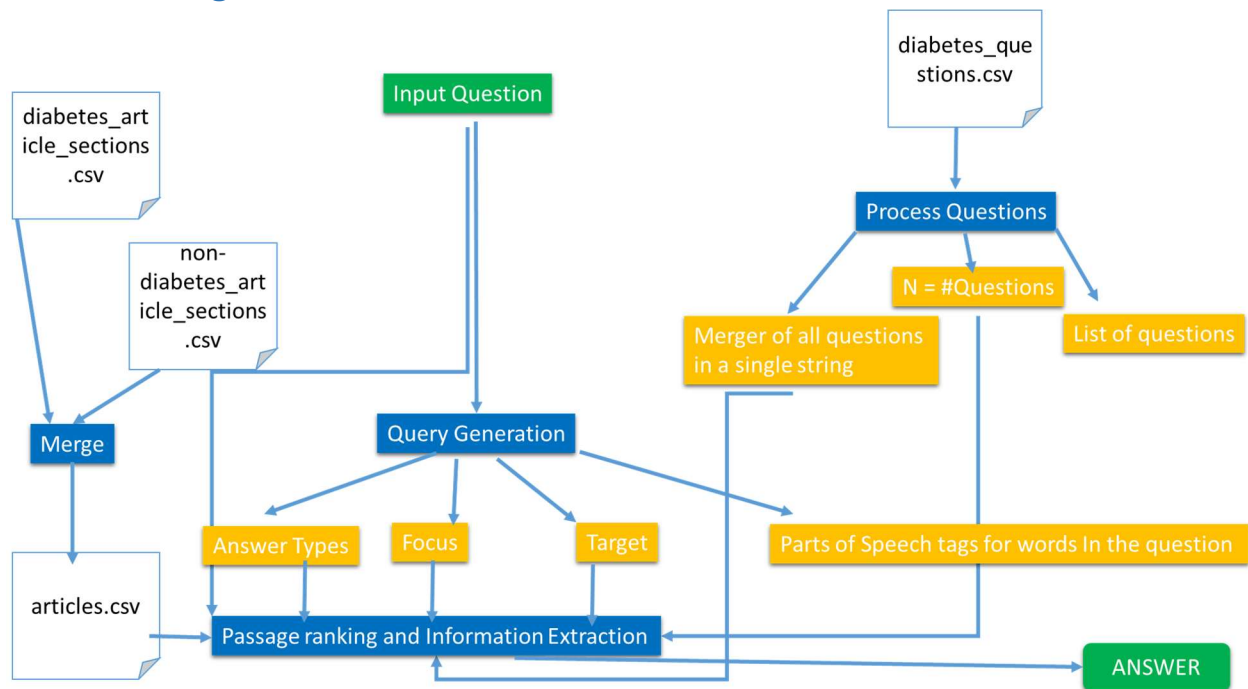 diabetes_que
stions.csv
Input Question
diabetes_art
icle_sections
.csv
Process Questions
non-
diabetes_art
icle_sections
.csv
N = #Questions
Merger of all questions
in a single string
List of questions
Merge
Query Generation
Answer Types
Focus
Target
Parts of Speech tags for words In the question
articles.csv
Passage ranking and Information Extraction
ANSWER